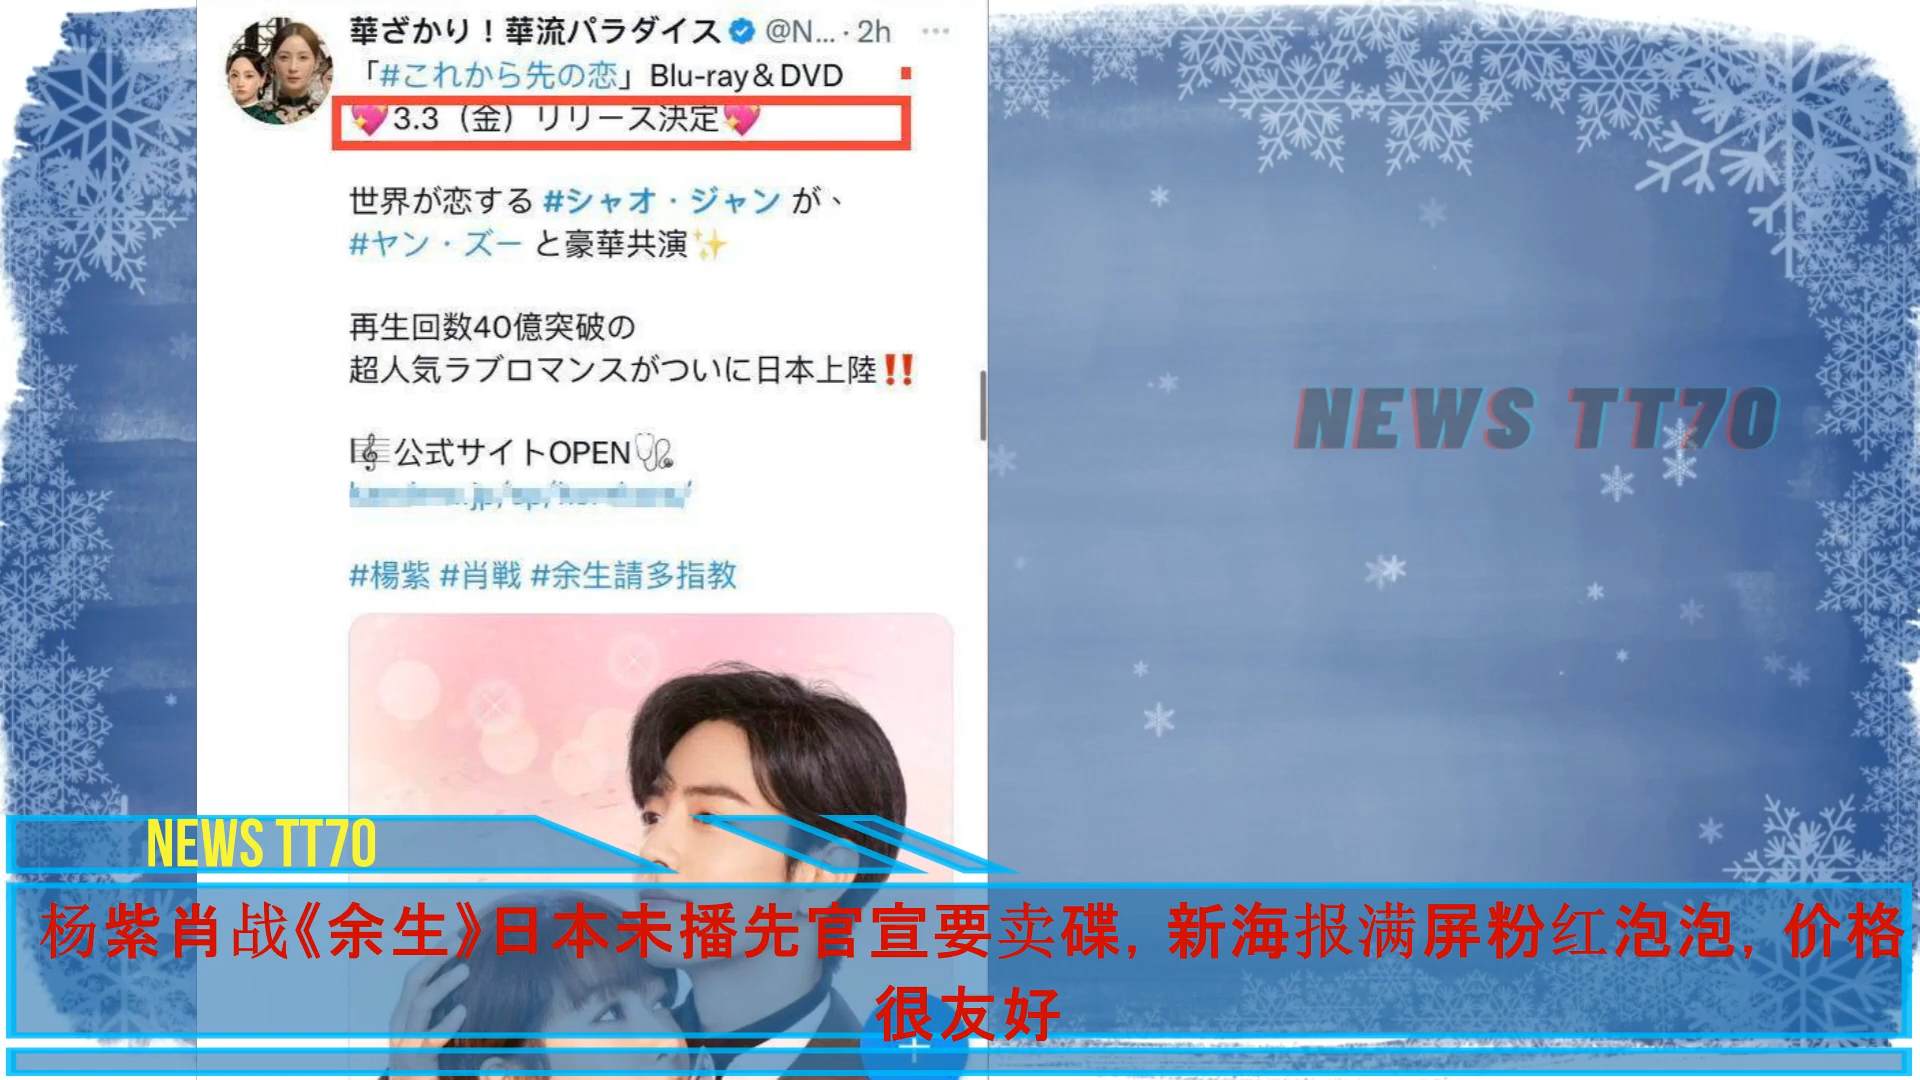 華ざかり！華流パラダイス @N... · 2h
「#これから先の恋」Blu-ray＆DVD
💖3.3（金）リリース決定💖
世界が恋する #シャオ・ジャン が、
#ヤン・ズー と豪華共演✨
再生回数40億突破の
超人気ラブロマンスがついに日本上陸‼️
🎼公式サイトOPEN🩺
#楊紫 #肖戦 #余生請多指教
NEWS TT70
NEWS TT70
杨紫肖战《余生》日本未播先官宣要卖碟, 新海报满屏粉红泡泡, 价格
很友好